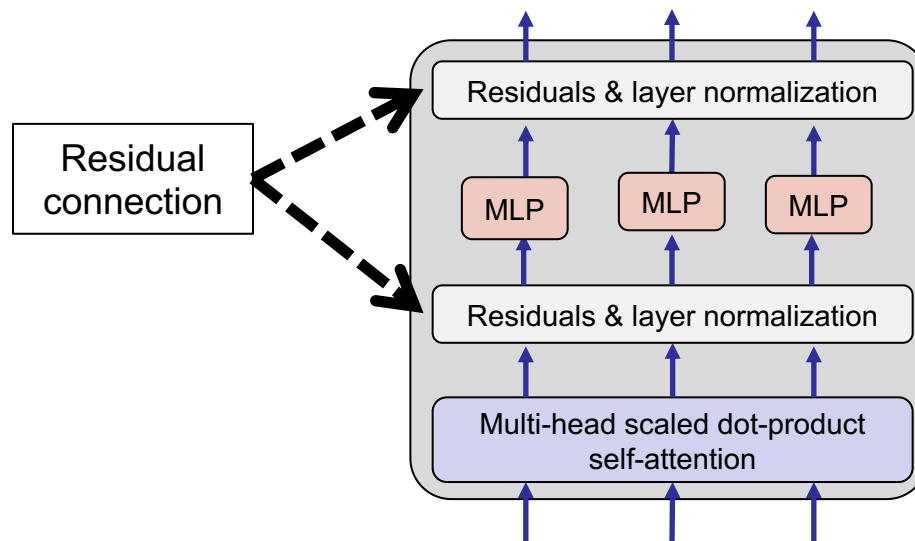 Residuals & layer normalization
Residual
connection
MLP
MLP
MLP
Residuals & layer normalization
Multi-head scaled dot-product
self-attention